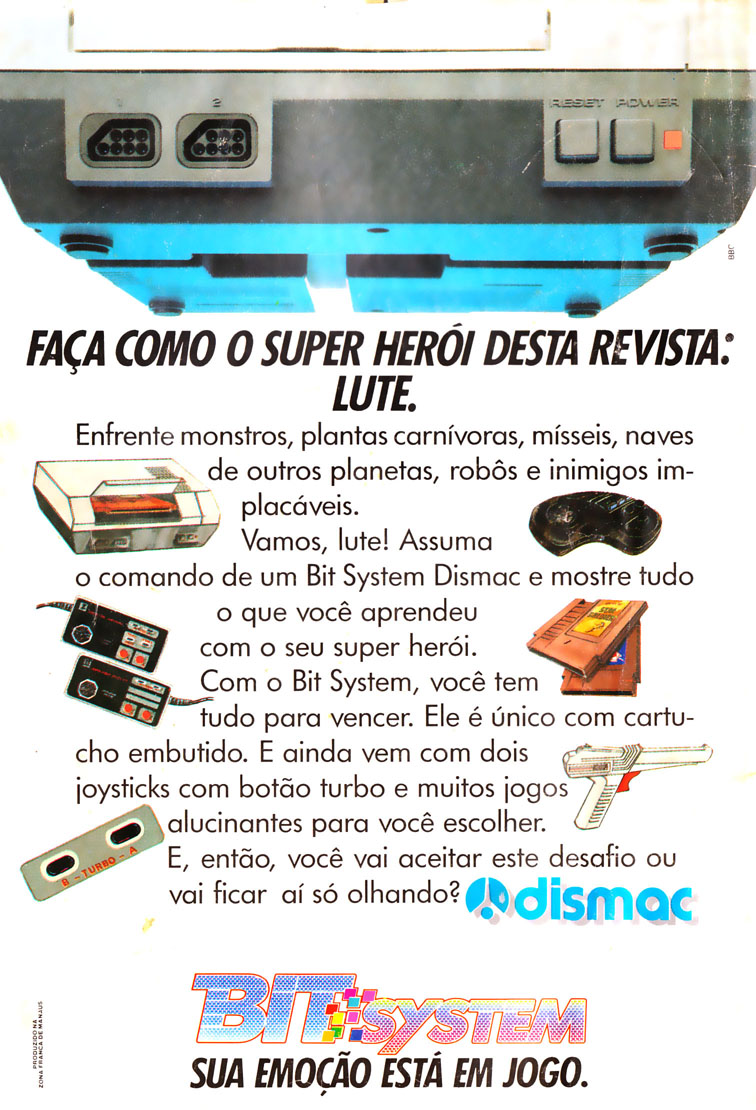 1 2
RESET POWER
BBC
FAÇA COMO O SUPER HERÓI DESTA REVISTA:
LUTE.
Enfrente monstros, plantas carnívoras, mísseis, naves
de outros planetas, robôs e inimigos im-
placáveis.
Vamos, lute! Assuma
o comando de um Bit System Dismac e mostre tudo
o que você aprendeu
com o seu super herói.
Com o Bit System, você tem
tudo para vencer. Ele é único com cartu-
cho embutido. E ainda vem com dois
joysticks com botão turbo e muitos jogos
alucinantes para você escolher.
B - TURBO - A
E, então, você vai aceitar este desafio ou
vai ficar aí só olhando?
dismac
BIT SYSTEM
SUA EMOÇÃO ESTÁ EM JOGO.
PRODUZIDO NA
ZONA FRANCA DE MANAUS